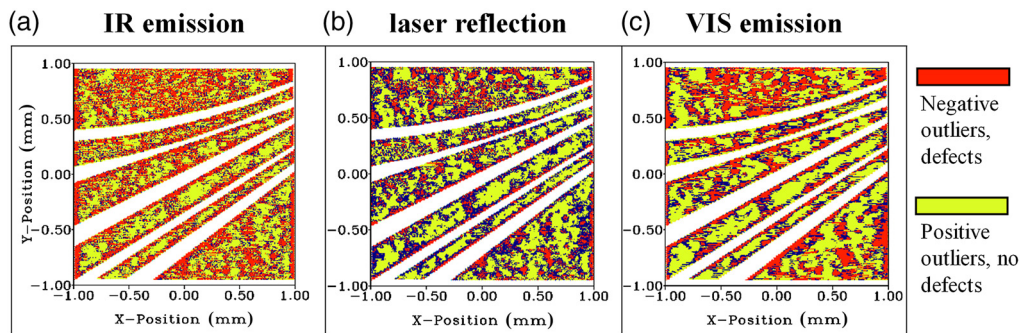 (a) IR emission
(b) laser reflection
(c) VIS emission
1.00
0.50
0.00
-0.50
-1.00
Y-Position (mm)
-1.00 -0.50 0.00 0.50 1.00
X-Position (mm)
1.00
0.50
0.00
-0.50
-1.00
-1.00 -0.50 0.00 0.50 1.00
X-Position (mm)
1.00
0.50
0.00
-0.50
-1.00
-1.00 -0.50 0.00 0.50 1.00
X-Position (mm)
Negative
outliers,
defects
Positive
outliers, no
defects